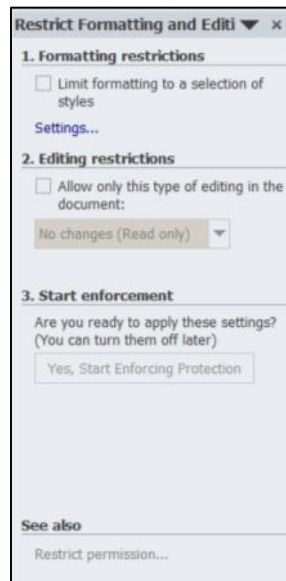 Restrict Formatting and Editi
1. Formatting restrictions
Limit formatting to a selection of
styles
Settings...
2. Editing restrictions
Allow only this type of editing in the
document:
No changes (Read only)
3. Start enforcement
Are you ready to apply these settings?
(You can turn them off later)
Yes, Start Enforcing Protection
See also
Restrict permission...